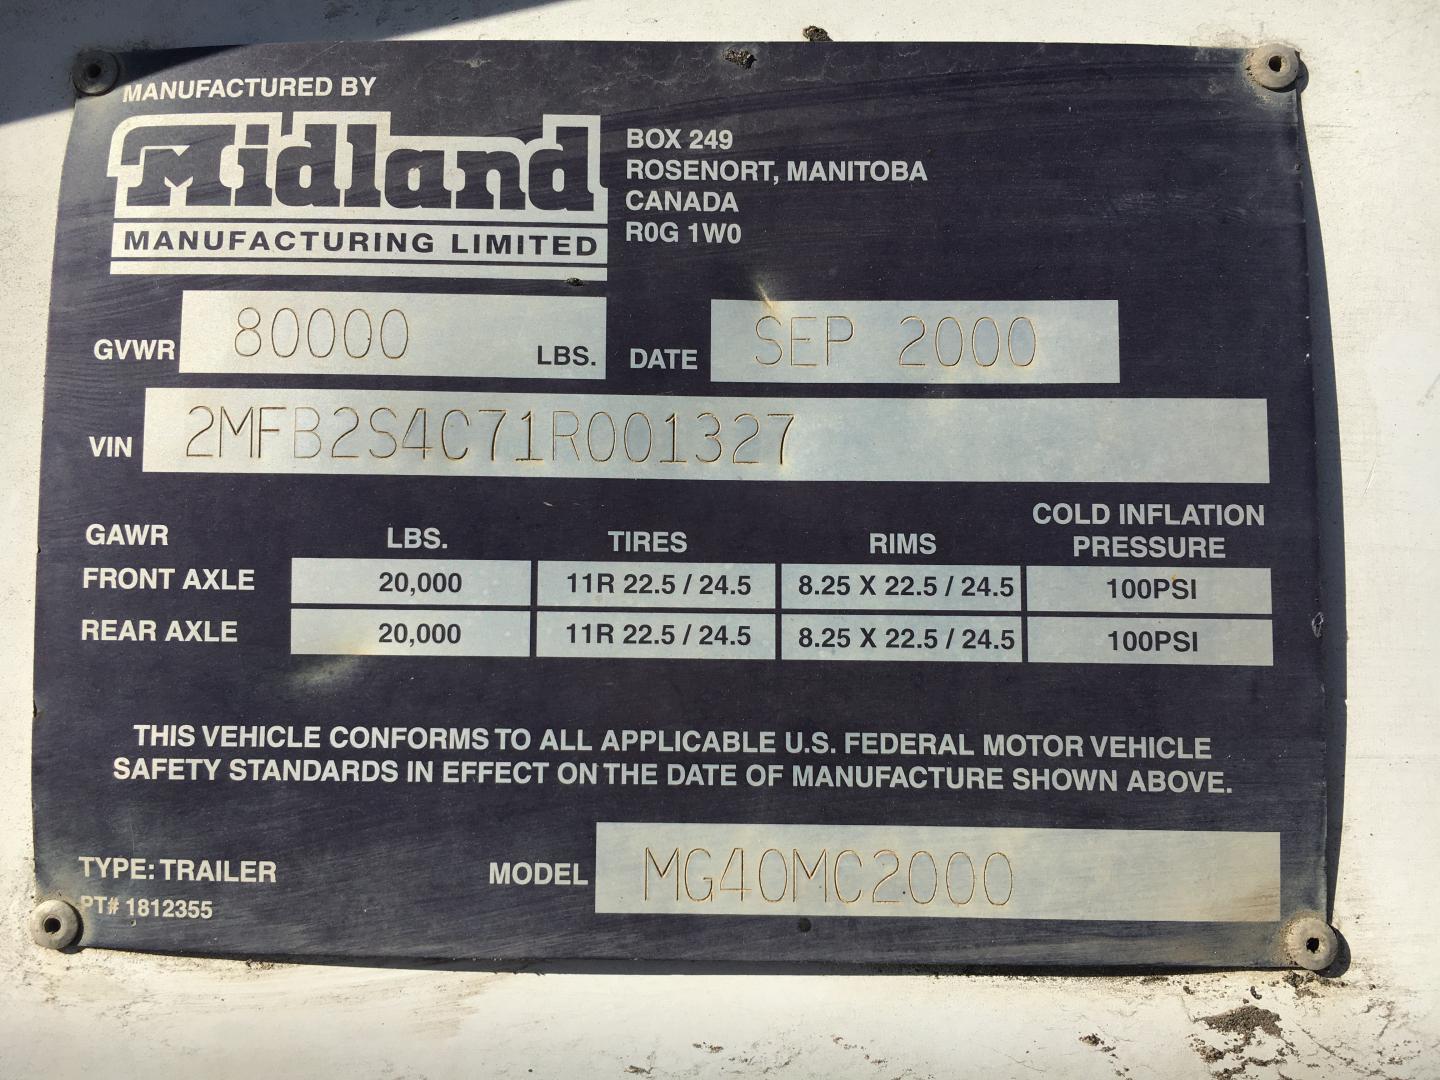 MANUFACTURED BY
Midland
MANUFACTURING LIMITED
BOX 249
ROSENORT, MANITOBA
CANADA
R0G 1W0
GVWR 80000 LBS. DATE SEP 2000
VIN 2MFB2S4C71R001327
GAWR LBS. TIRES RIMS COLD INFLATION PRESSURE
FRONT AXLE 20,000 11R 22.5 / 24.5 8.25 X 22.5 / 24.5 100PSI
REAR AXLE 20,000 11R 22.5 / 24.5 8.25 X 22.5 / 24.5 100PSI
THIS VEHICLE CONFORMS TO ALL APPLICABLE U.S. FEDERAL MOTOR VEHICLE
SAFETY STANDARDS IN EFFECT ON THE DATE OF MANUFACTURE SHOWN ABOVE.
TYPE: TRAILER MODEL MG40MC2000
PT# 1812355